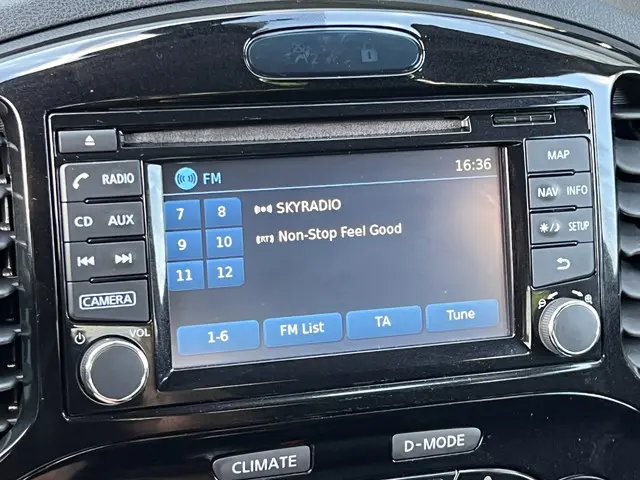 16:36
FM
7 8
SKYRADIO
RT Non-Stop Feel Good
9 10
11 12
1-6 FM List TA Tune
RADIO
CD AUX
CAMERA
VOL
MAP
NAV INFO
SETUP
CLIMATE
D-MODE